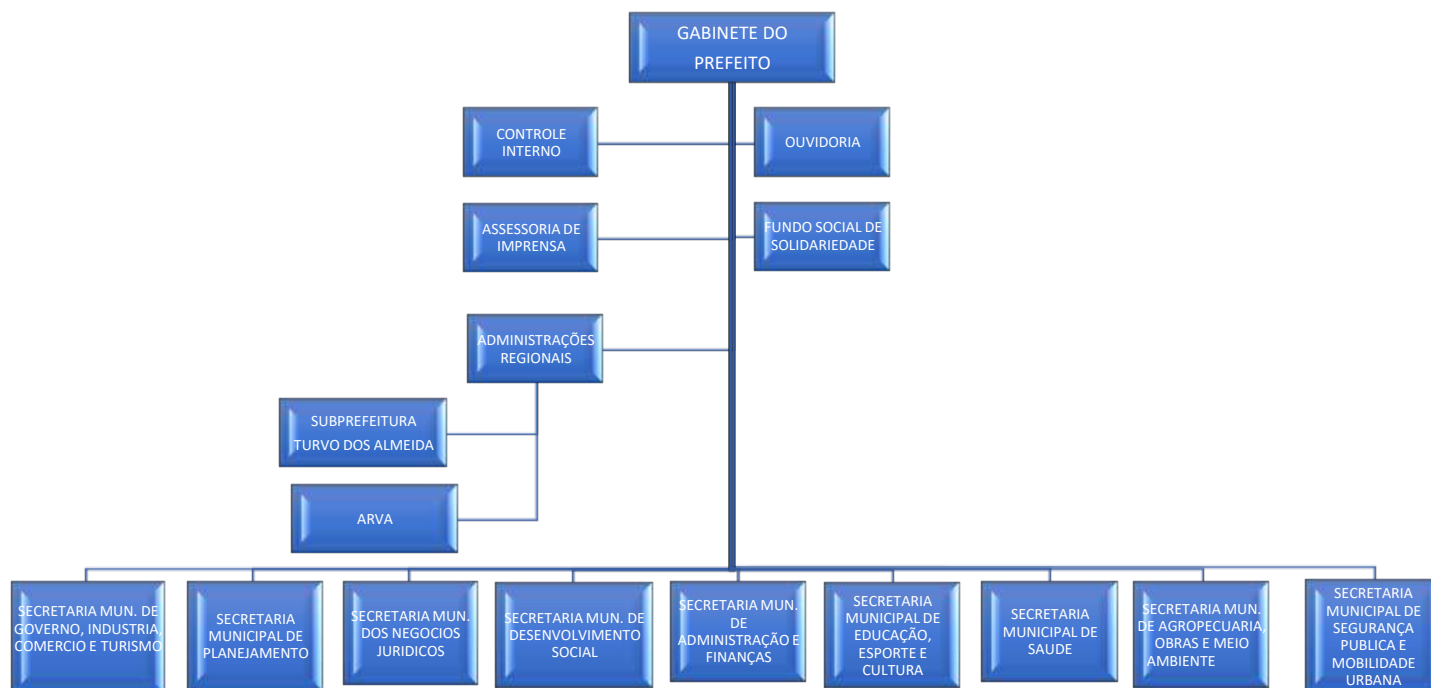 GABINETE DO
PREFEITO
CONTROLE
INTERNO
OUVIDORIA
ASSESSORIA DE
IMPRENSA
FUNDO SOCIAL DE
SOLIDARIEDADE
ADMINISTRAÇÕES
REGIONAIS
SUBPREFEITURA
TURVO DOS ALMEIDA
ARVA
SECRETARIA MUN. DE
GOVERNO, INDUSTRIA,
COMERCIO E TURISMO
SECRETARIA
MUNICIPAL DE
PLANEJAMENTO
SECRETARIA MUN.
DOS NEGOCIOS
JURIDICOS
SECRETARIA MUN. DE
DESENVOLVIMENTO
SOCIAL
SECRETARIA MUN.
DE
ADMINISTRAÇÃO E
FINANÇAS
SECRETARIA
MUNICIPAL DE
EDUCAÇÃO,
ESPORTE E
CULTURA
SECRETARIA
MUNICIPAL DE
SAUDE
SECRETARIA MUN.
DE AGROPECUARIA,
OBRAS E MEIO
AMBIENTE
SECRETARIA
MUNICIPAL DE
SEGURANÇA
PUBLICA E
MOBILIDADE
URBANA